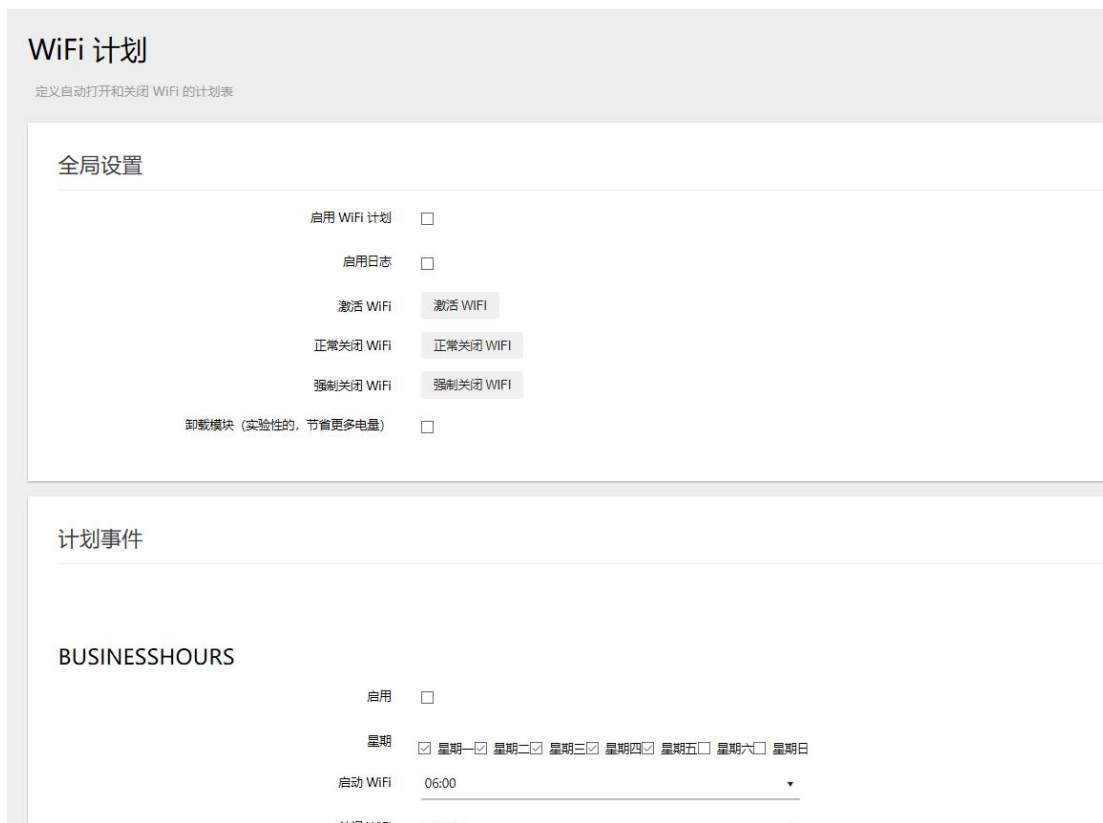 WiFi 计划
定义自动打开和关闭 WiFi 的计划表
全局设置
启用 WiFi 计划
启用日志
激活 WiFi 激活 WIFI
正常关闭 WiFi 正常关闭 WIFI
强制关闭 WiFi 强制关闭 WIFI
卸载模块（实验性的，节省更多电量）
计划事件
BUSINESSHOURS
启用
星期 星期一 星期二 星期三 星期四 星期五 星期六 星期日
启动 WiFi 06:00